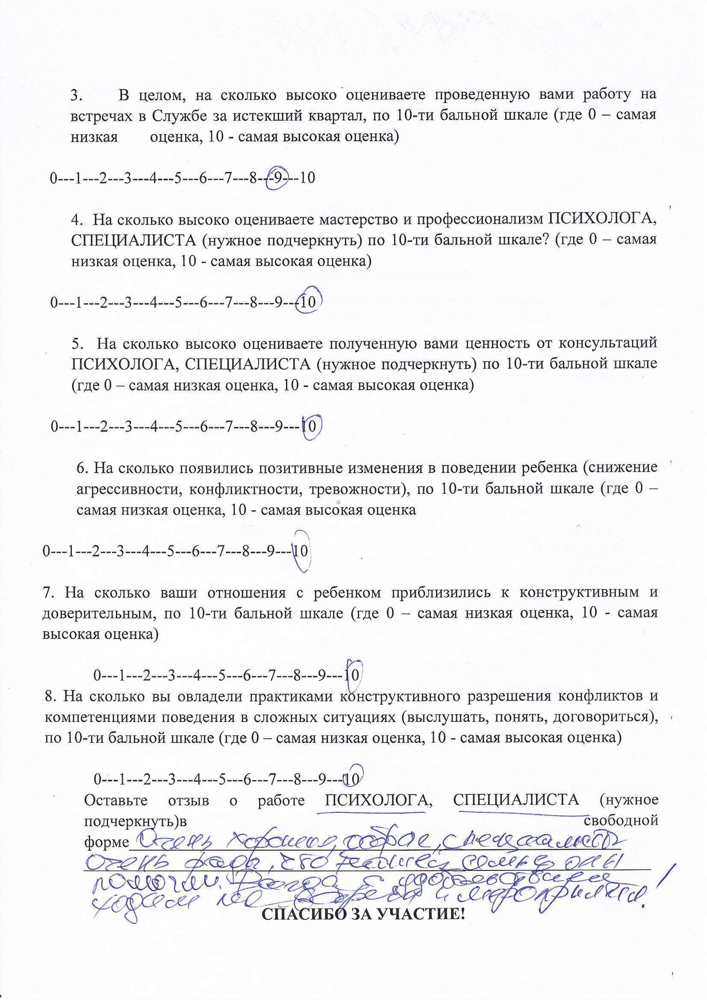 3. В целом, на сколько высоко оцениваете проведенную вами работу на
встречах в Службе за истекший квартал, по 10-ти бальной шкале (где 0 – самая
низкая оценка, 10 - самая высокая оценка)
0---1---2---3---4---5---6---7---8---9---10
4. На сколько высоко оцениваете мастерство и профессионализм ПСИХОЛОГА,
СПЕЦИАЛИСТА (нужное подчеркнуть) по 10-ти бальной шкале? (где 0 – самая
низкая оценка, 10 - самая высокая оценка)
0---1---2---3---4---5---6---7---8---9---10
5. На сколько высоко оцениваете полученную вами ценность от консультаций
ПСИХОЛОГА, СПЕЦИАЛИСТА (нужное подчеркнуть) по 10-ти бальной шкале
(где 0 – самая низкая оценка, 10 - самая высокая оценка)
0---1---2---3---4---5---6---7---8---9---10
6. На сколько появились позитивные изменения в поведении ребенка (снижение
агрессивности, конфликтности, тревожности), по 10-ти бальной шкале (где 0 –
самая низкая оценка, 10 - самая высокая оценка
0---1---2---3---4---5---6---7---8---9---10
7. На сколько ваши отношения с ребенком приблизились к конструктивным и
доверительным, по 10-ти бальной шкале (где 0 – самая низкая оценка, 10 - самая
высокая оценка)
0---1---2---3---4---5---6---7---8---9---10
8. На сколько вы овладели практиками конструктивного разрешения конфликтов и
компетенциями поведения в сложных ситуациях (выслушать, понять, договориться),
по 10-ти бальной шкале (где 0 – самая низкая оценка, 10 - самая высокая оценка)
0---1---2---3---4---5---6---7---8---9---10
Оставьте отзыв о работе ПСИХОЛОГА, СПЕЦИАЛИСТА (нужное
подчеркнуть)в свободной
форме Очень хорошие, добрые, специалисты
очень рады, что нашей семье они
помогли. Всегда с удовольствием
ходим на встречи и мероприятия!
СПАСИБО ЗА УЧАСТИЕ!